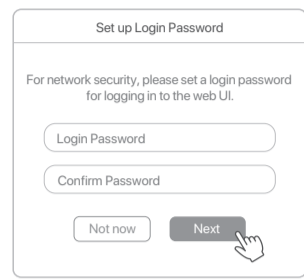 Set up Login Password
For network security, please set a login password
for logging in to the web UI.
Login Password
Confirm Password
Not now Next